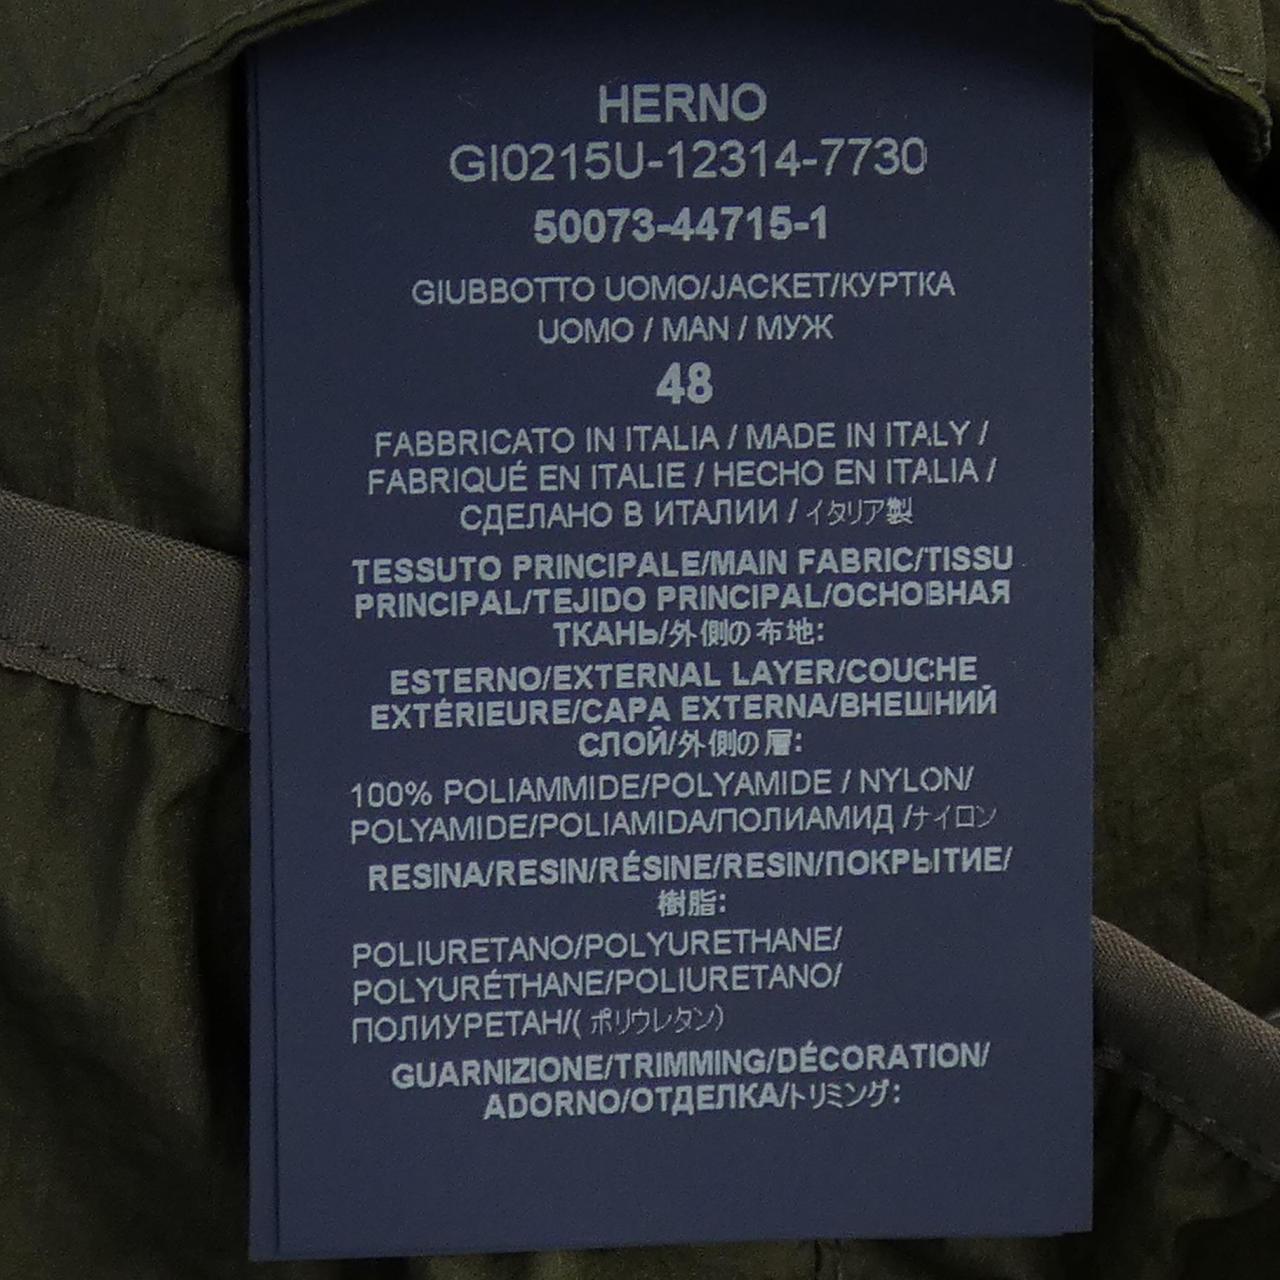 HERNO
GI0215U-12314-7730
50073-44715-1
GIUBBOTTO UOMO/JACKET/КУРТКА
UOMO / MAN / МУЖ
48
FABBRICATO IN ITALIA / MADE IN ITALY /
FABRIQUÉ EN ITALIE / HECHO EN ITALIA /
СДЕЛАНО В ИТАЛИИ / イタリア製
TESSUTO PRINCIPALE/MAIN FABRIC/TISSU
PRINCIPAL/TEJIDO PRINCIPAL/ОСНОВНАЯ
ТКАНЬ/外側の布地:
ESTERNO/EXTERNAL LAYER/COUCHE
EXTÉRIEURE/CAPA EXTERNA/ВНЕШНИЙ
СЛОЙ/外側の層:
100% POLIAMMIDE/POLYAMIDE / NYLON/
POLYAMIDE/POLIAMIDA/ПОЛИАМИД /ナイロン
RESINA/RESIN/RÉSINE/RESIN/ПОКРЫТИЕ/
樹脂:
POLIURETANO/POLYURETHANE/
POLYURÉTHANE/POLIURETANO/
ПОЛИУРЕТАН/( ポリウレタン)
GUARNIZIONE/TRIMMING/DÉCORATION/
ADORNO/ОТДЕЛКА/トリミング: